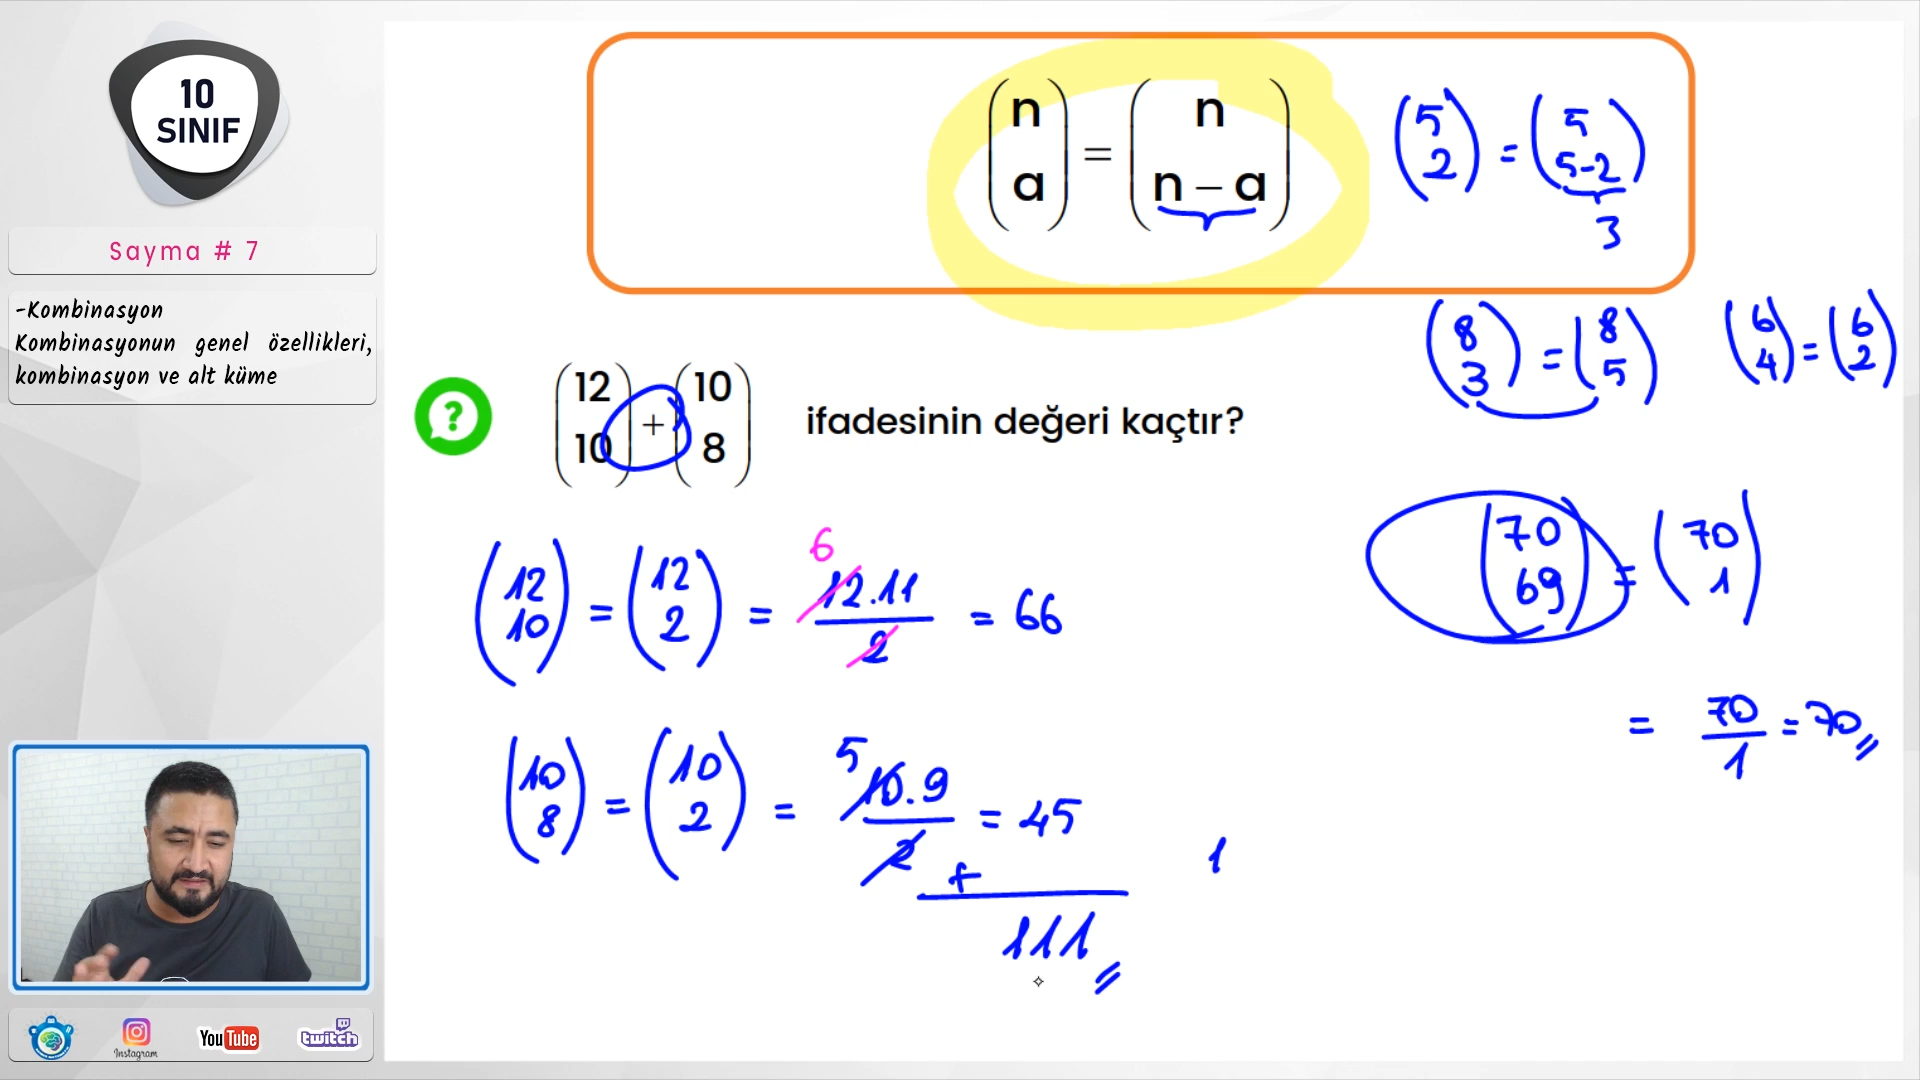 10
SINIF
Sayma # 7
-Kombinasyon
Kombinasyonun genel özellikleri,
kombinasyon ve alt küme
(n a) = (n n – a)
(5 2) = (5 5-2)
3
(8 3) = (8 5)
(6 4) = (6 2)
?
(12 10) + (10 8) ifadesinin değeri kaçtır?
(70 69) = (70 1)
= 70/1 = 70
6
(12 10) = (12 2) = 12.11/2 = 66
5
(10 8) = (10 2) = 10.9/2 = 45
+
1
111
Instagram
YouTube
twitch